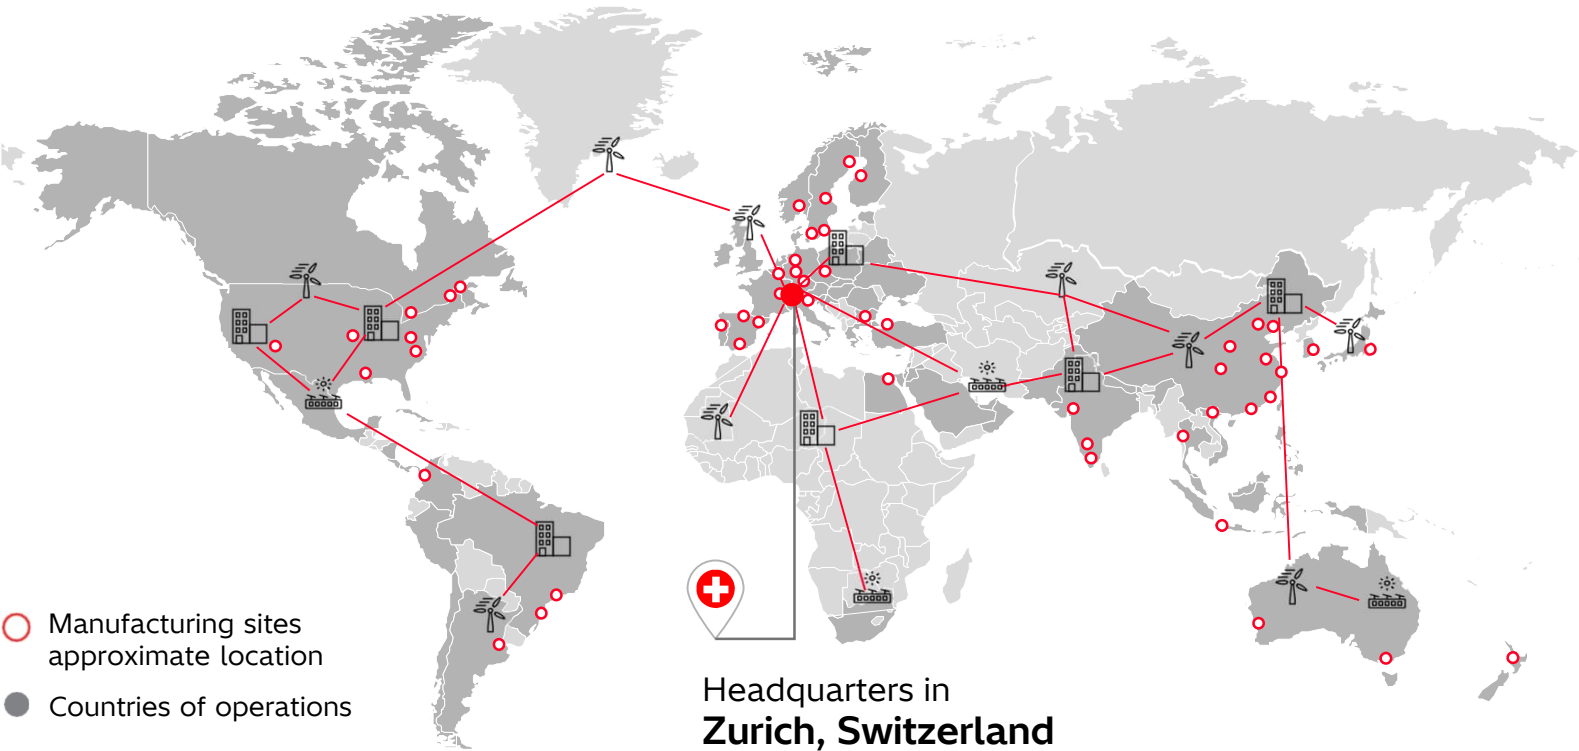 Manufacturing sites
approximate location
Countries of operations
Headquarters in
Zurich, Switzerland